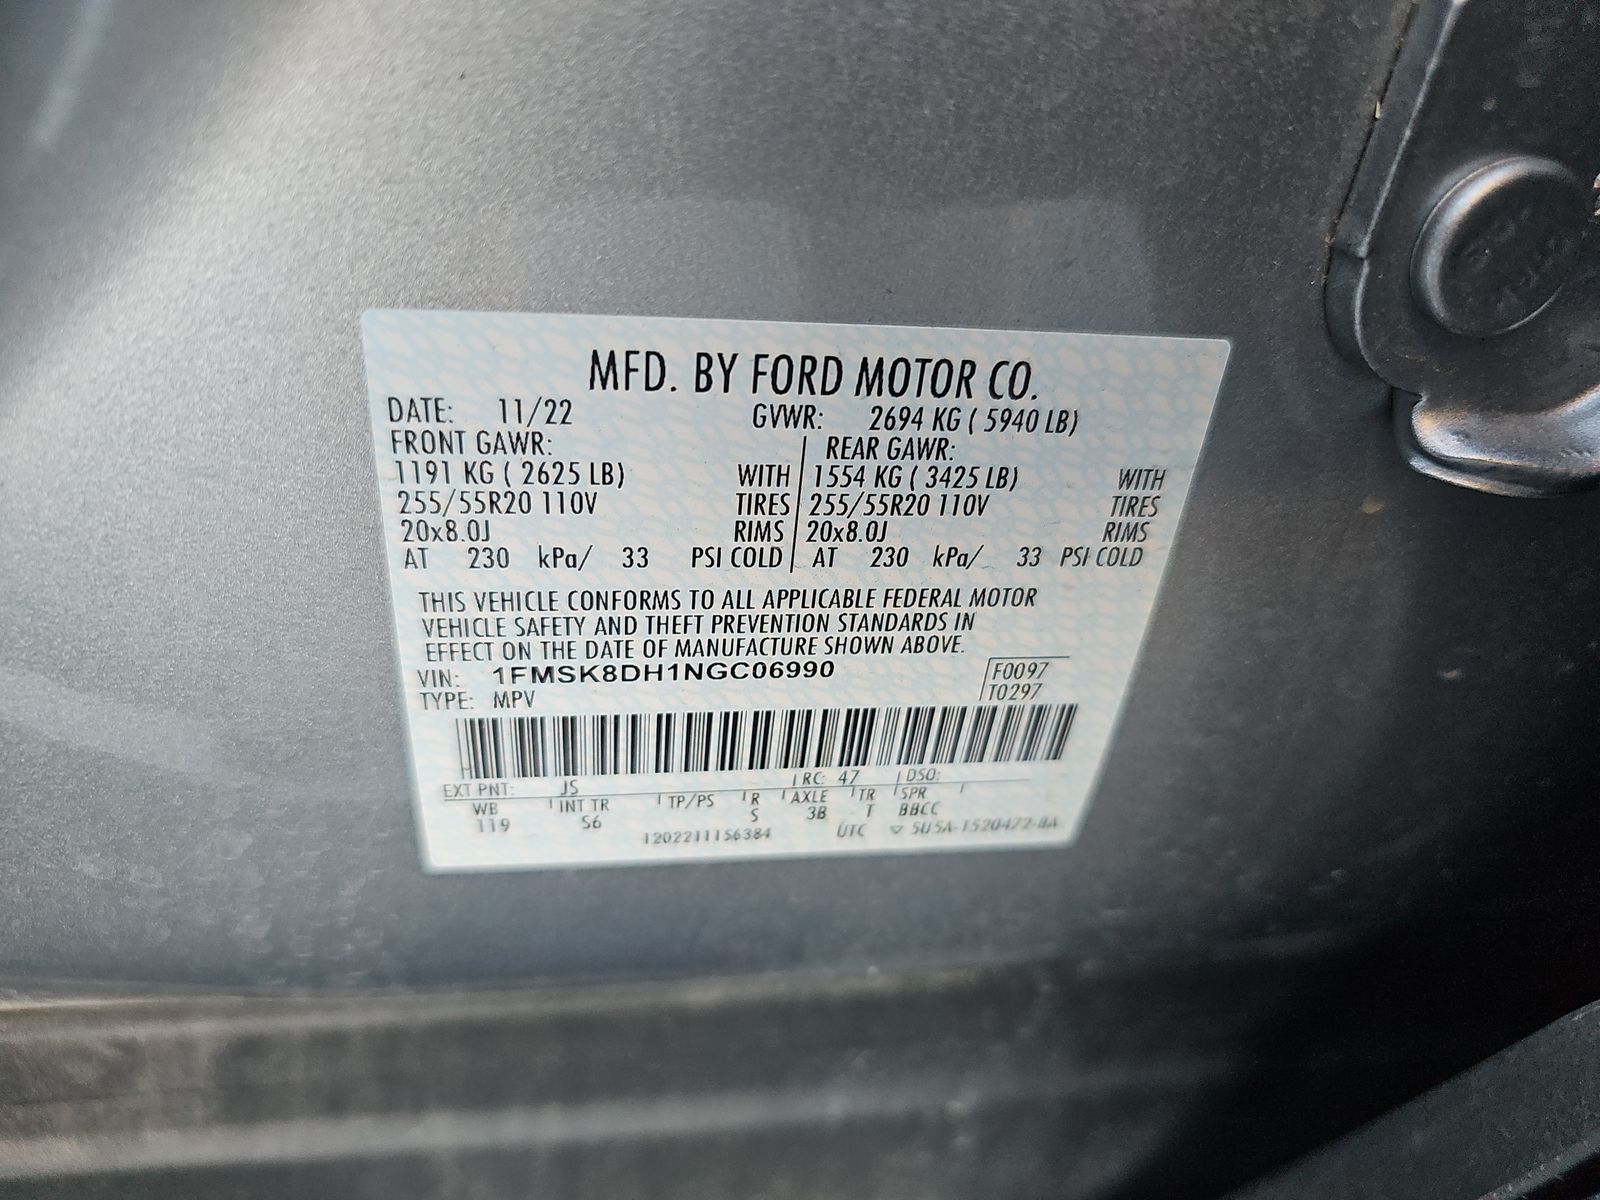 MFD. BY FORD MOTOR CO.
DATE: 11/22 GVWR: 2694 KG ( 5940 LB)
FRONT GAWR: REAR GAWR:
1191 KG ( 2625 LB) WITH 1554 KG ( 3425 LB) WITH
255/55R20 110V TIRES 255/55R20 110V TIRES
20x8.0J RIMS 20x8.0J RIMS
AT 230 kPa/ 33 PSI COLD AT 230 kPa/ 33 PSI COLD
THIS VEHICLE CONFORMS TO ALL APPLICABLE FEDERAL MOTOR
VEHICLE SAFETY AND THEFT PREVENTION STANDARDS IN
EFFECT ON THE DATE OF MANUFACTURE SHOWN ABOVE.
VIN: 1FMSK8DH1NGC06990 F0097
TYPE: MPV T0297
EXT PNT: JS RC: 47 DSO:
WB INT TR TP/PS R AXLE TR SPR
119 S6 S 3B T BBCC
1202211156384 UTC ▽ 5U5A-1520472-BA